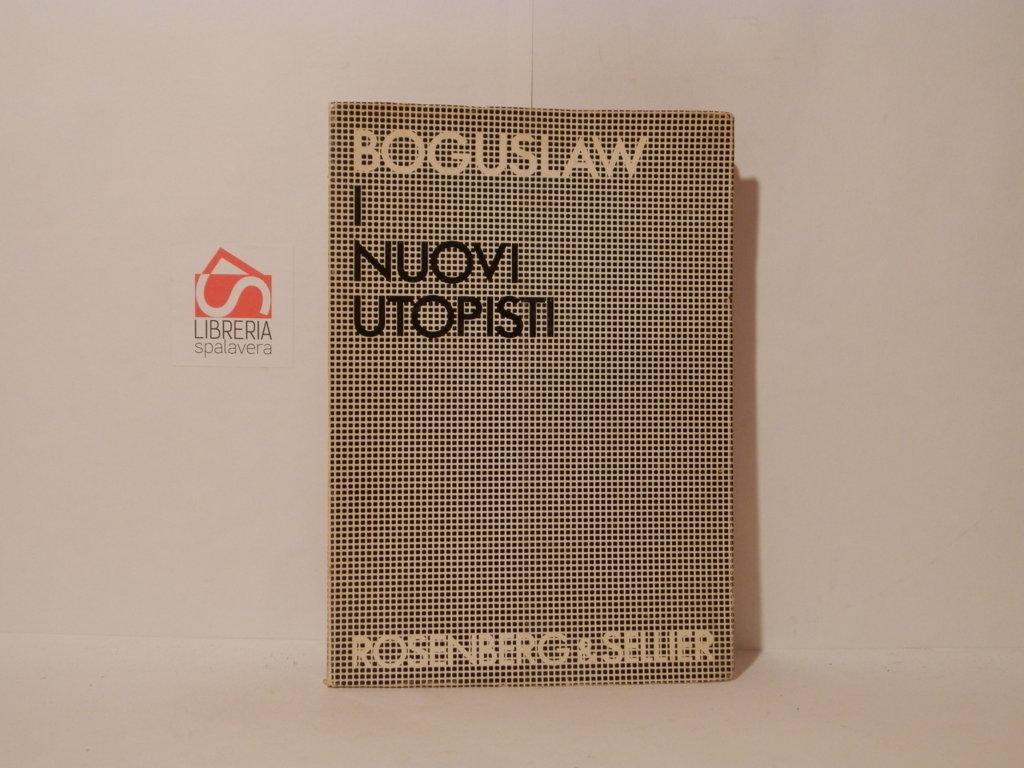 BOGUSLAW
I
NUOVI
UTOPISTI
ROSENBERG & SELLIER
LIBRERIA
spalavera